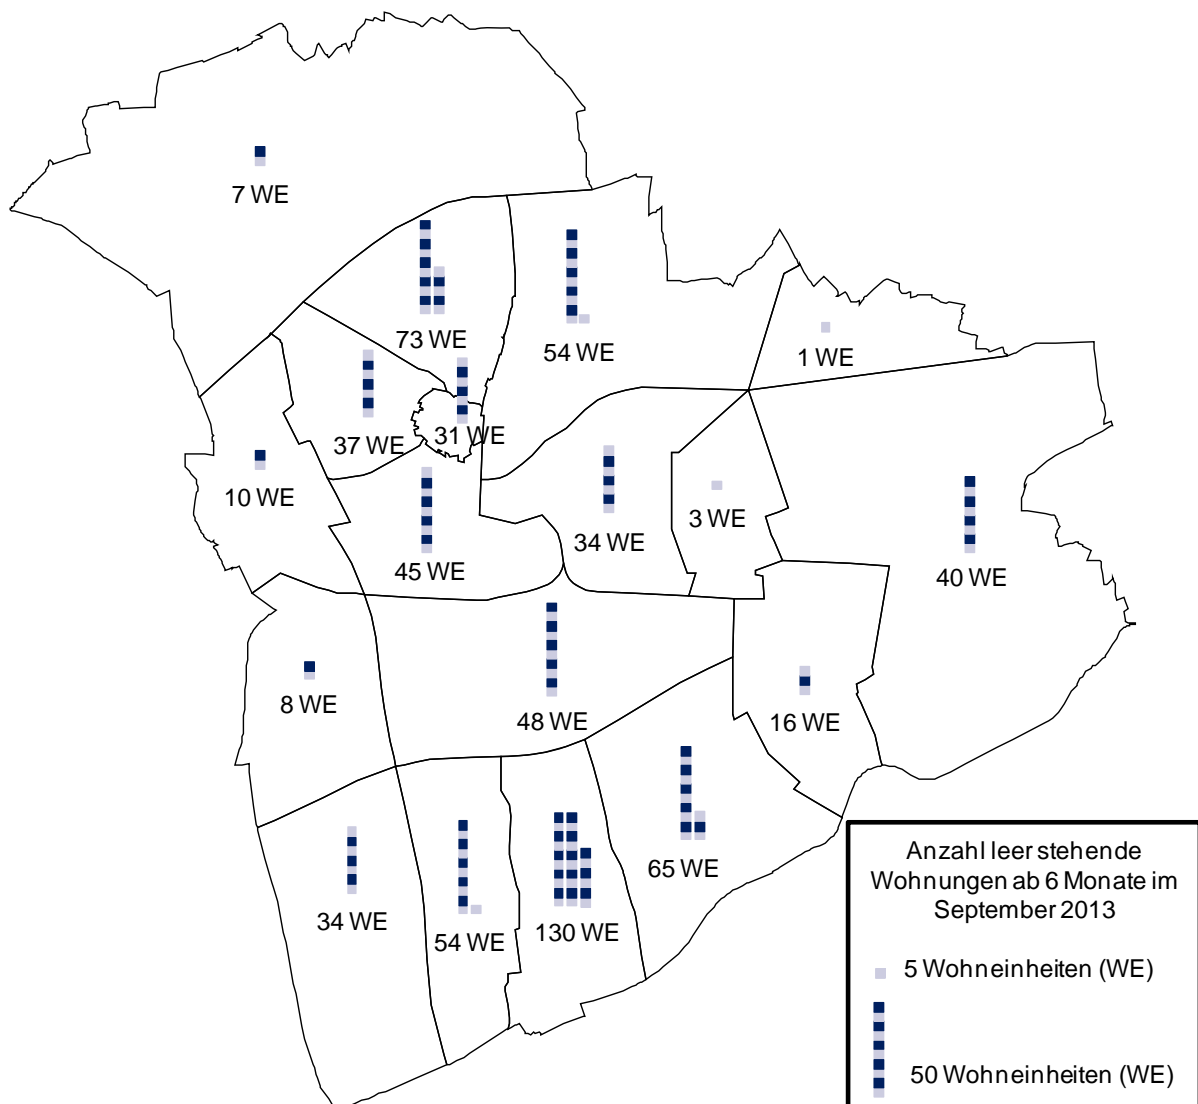 7 WE
73 WE
54 WE
1 WE
37 WE
31 WE
10 WE
45 WE
34 WE
3 WE
40 WE
8 WE
48 WE
16 WE
34 WE
54 WE
130 WE
65 WE
Anzahl leer stehende
Wohnungen ab 6 Monate im
September 2013
5 Wohneinheiten (WE)
50 Wohneinheiten (WE)